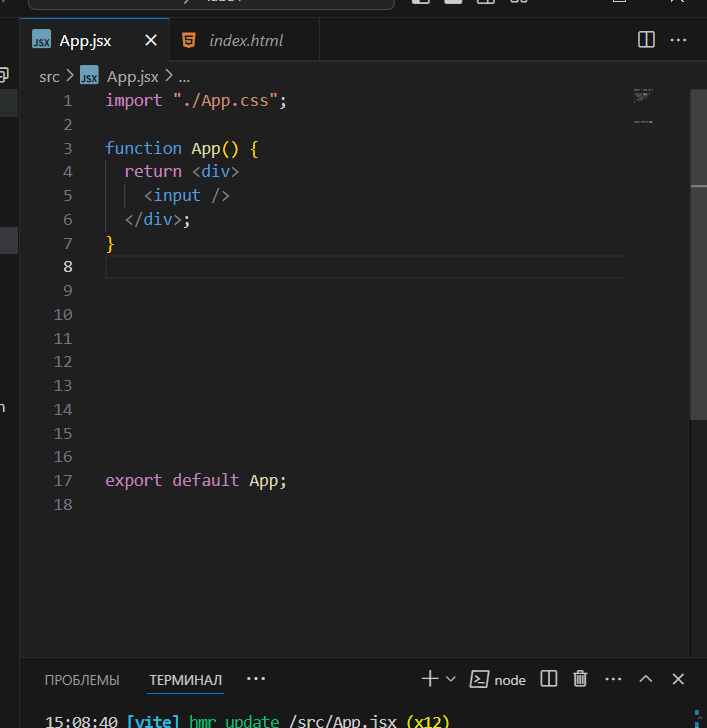 JSX App.jsx
index.html
src > JSX App.jsx > ...
1 import "./App.css";
2
3 function App() {
4 return <div>
5 <input />
6 </div>;
7 }
8
9
10
11
12
13
14
15
16
17 export default App;
18
ПРОБЛЕМЫ ТЕРМИНАЛ ... node ...
15:08:40 [vite] hmr update /src/App.jsx (x12)